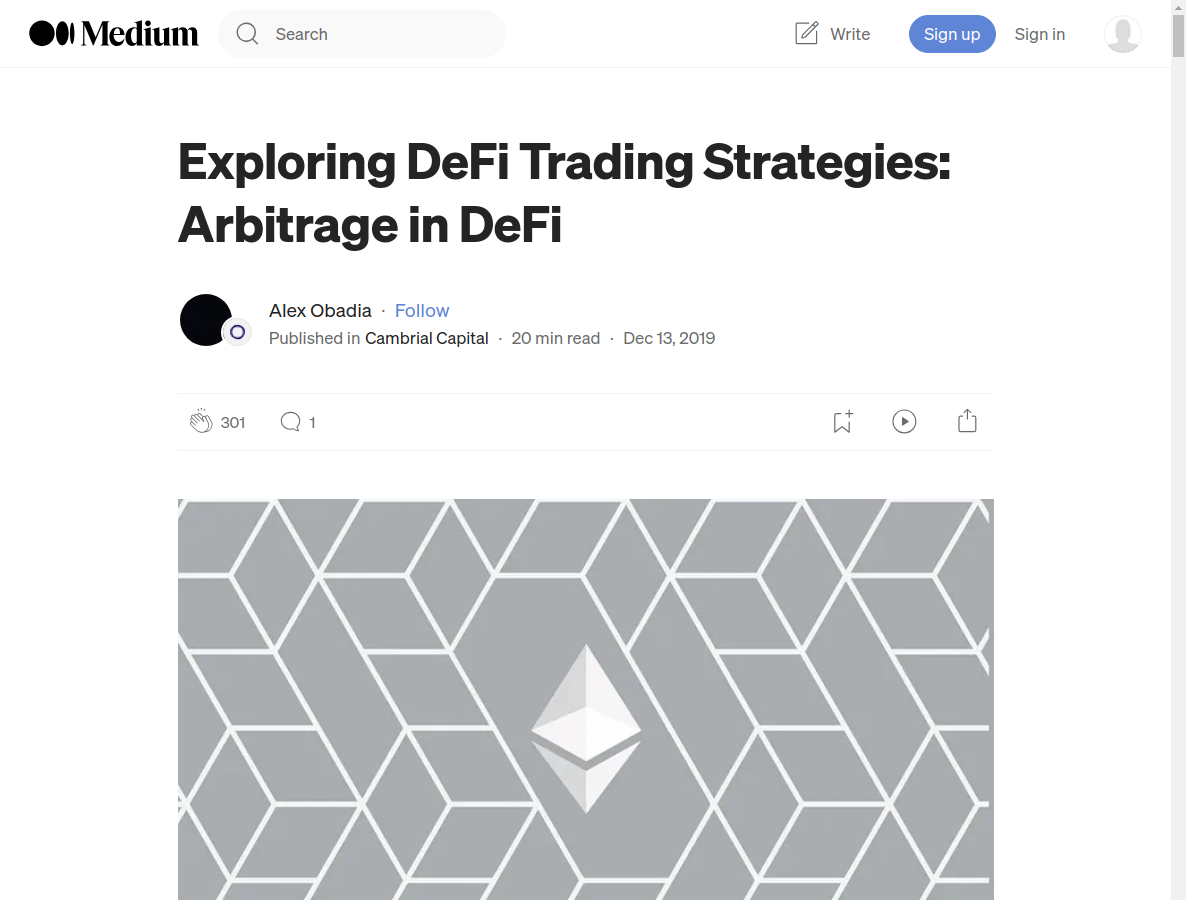 Medium
Search
Write
Sign up
Sign in
Exploring DeFi Trading Strategies:
Arbitrage in DeFi
Alex Obadia · Follow
Published in Cambrial Capital · 20 min read · Dec 13, 2019
301
1